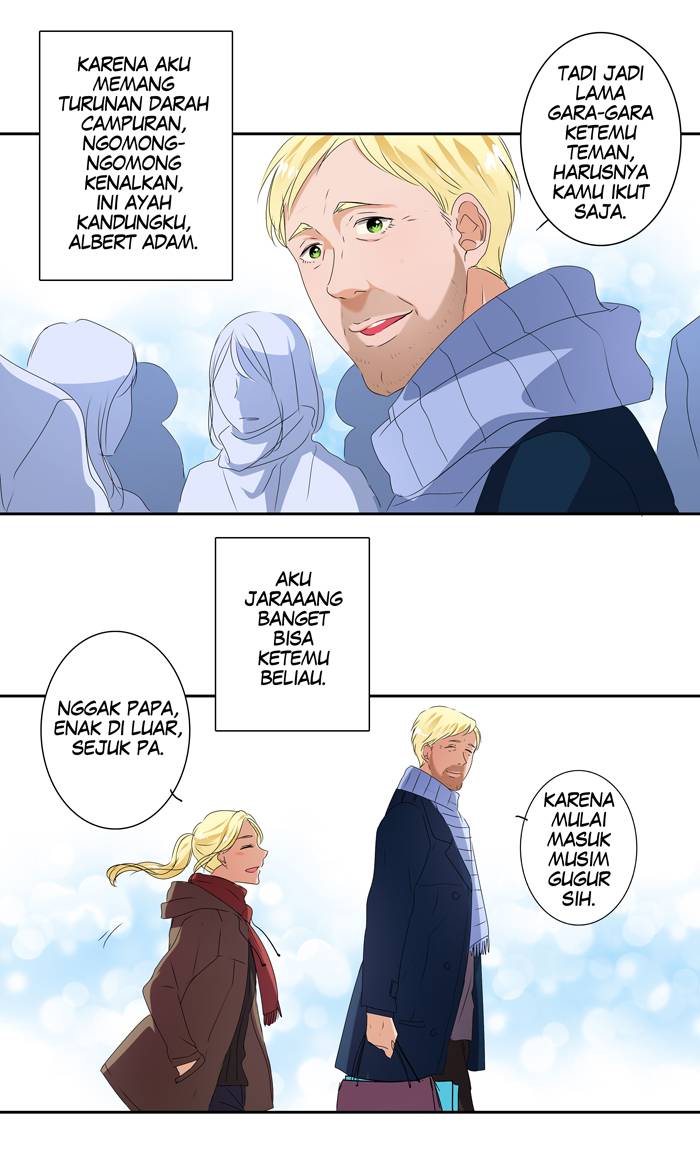 KARENA AKU
MEMANG
TURUNAN DARAH
CAMPURAN,
NGOMONG-
NGOMONG
KENALKAN,
INI AYAH
KANDUNGKU,
ALBERT ADAM.
TADI JADI
LAMA
GARA-GARA
KETEMU
TEMAN,
HARUSNYA
KAMU IKUT
SAJA.
AKU
JARAAANG
BANGET
BISA
KETEMU
BELIAU.
NGGAK PAPA,
ENAK DI LUAR,
SEJUK PA.
KARENA
MULAI
MASUK
MUSIM
GUGUR
SIH.